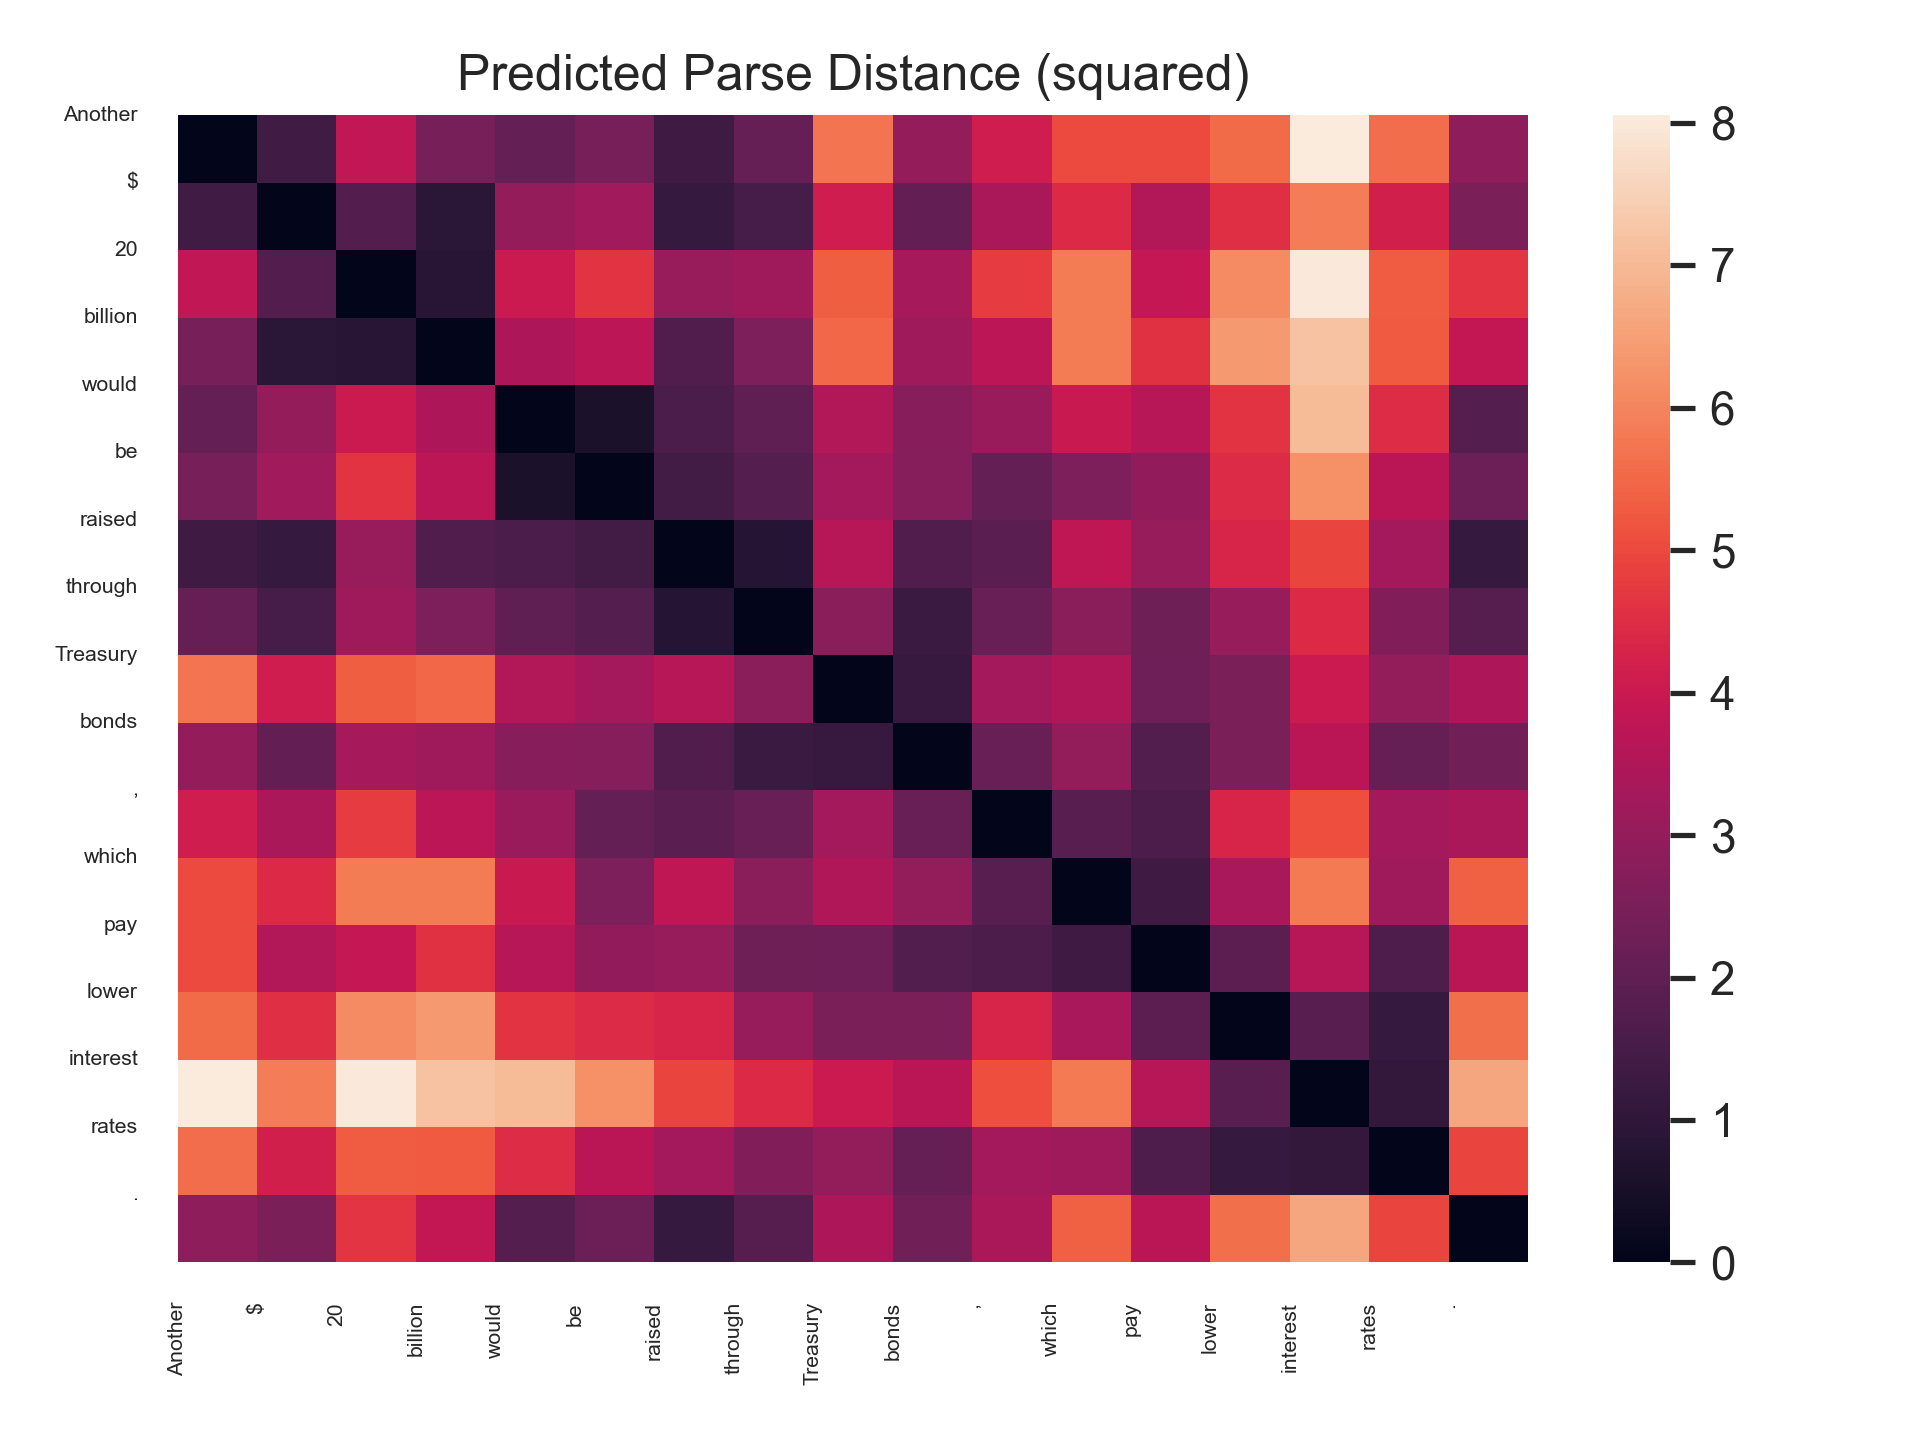 Predicted Parse Distance (squared)
Another
$
20
billion
would
be
raised
through
Treasury
bonds
,
which
pay
lower
interest
rates
.
8
7
6
5
4
3
2
1
0
Another
$
20
billion
would
be
raised
through
Treasury
bonds
,
which
pay
lower
interest
rates
.